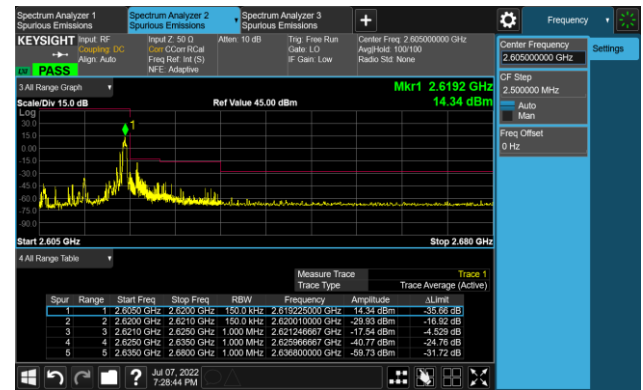 Spectrum Analyzer 1
Spurious Emissions
Spectrum Analyzer 2
Spurious Emissions
Spectrum Analyzer 3
Spurious Emissions
+
Frequency
KEYSIGHT
Input: RF
Coupling: DC
Align: Auto
Input Z: 50 Ω
Corr CCorr RCal
Freq Ref: Int (S)
NFE: Adaptive
Atten: 10 dB
Trig: Free Run
Gate: LO
IF Gain: Low
Center Freq: 2.605000000 GHz
Avg|Hold: 100/100
Radio Std: None
PASS
Center Frequency
2.605000000 GHz
Settings
CF Step
2.500000 MHz
Auto
Man
Freq Offset
0 Hz
3 All Range Graph
Mkr1 2.6192 GHz
14.34 dBm
Scale/Div 15.0 dB
Ref Value 45.00 dBm
Log
30.0
15.0
0.00
-15.0
-30.0
-45.0
-60.0
-75.0
1
Start 2.605 GHz
Stop 2.680 GHz
4 All Range Table
Measure Trace Trace 1
Trace Type Trace Average (Active)
Spur Range Start Freq Stop Freq RBW Frequency Amplitude ΔLimit
1 1 2.6050 GHz 2.6200 GHz 150.0 kHz 2.619225000 GHz 14.34 dBm -35.66 dB
2 2 2.6200 GHz 2.6210 GHz 150.0 kHz 2.620010000 GHz -29.93 dBm -16.92 dB
3 3 2.6210 GHz 2.6250 GHz 1.000 MHz 2.621246667 GHz -17.54 dBm -4.529 dB
4 4 2.6250 GHz 2.6350 GHz 1.000 MHz 2.625966667 GHz -40.77 dBm -24.76 dB
5 5 2.6350 GHz 2.6800 GHz 1.000 MHz 2.636800000 GHz -59.73 dBm -31.72 dB
?
Jul 07, 2022
7:28:44 PM